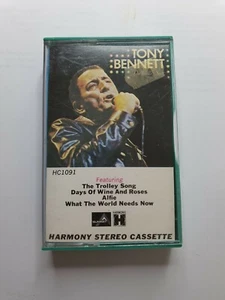 TONY
BENNETT
HC1091
Featuring
The Trolley Song
Days Of Wine And Roses
Alfie
What The World Needs Now
H
HARMONY STEREO CASSETTE